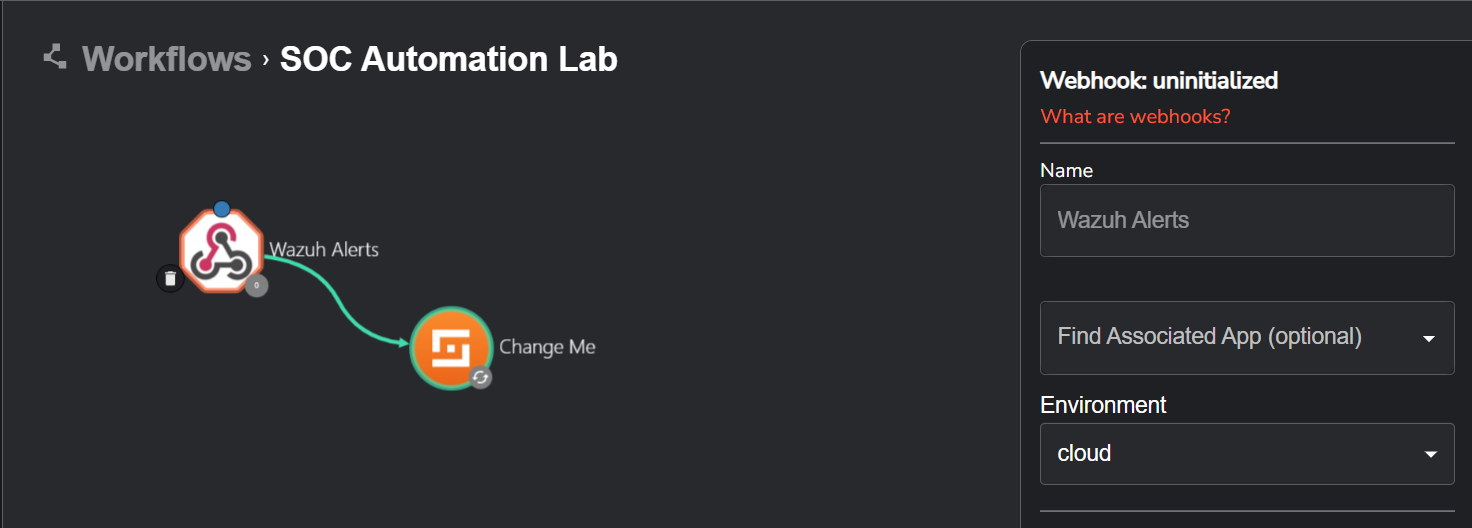 Workflows › SOC Automation Lab
Wazuh Alerts
0
Change Me
Webhook: uninitialized
What are webhooks?
Name
Wazuh Alerts
Find Associated App (optional)
Environment
cloud